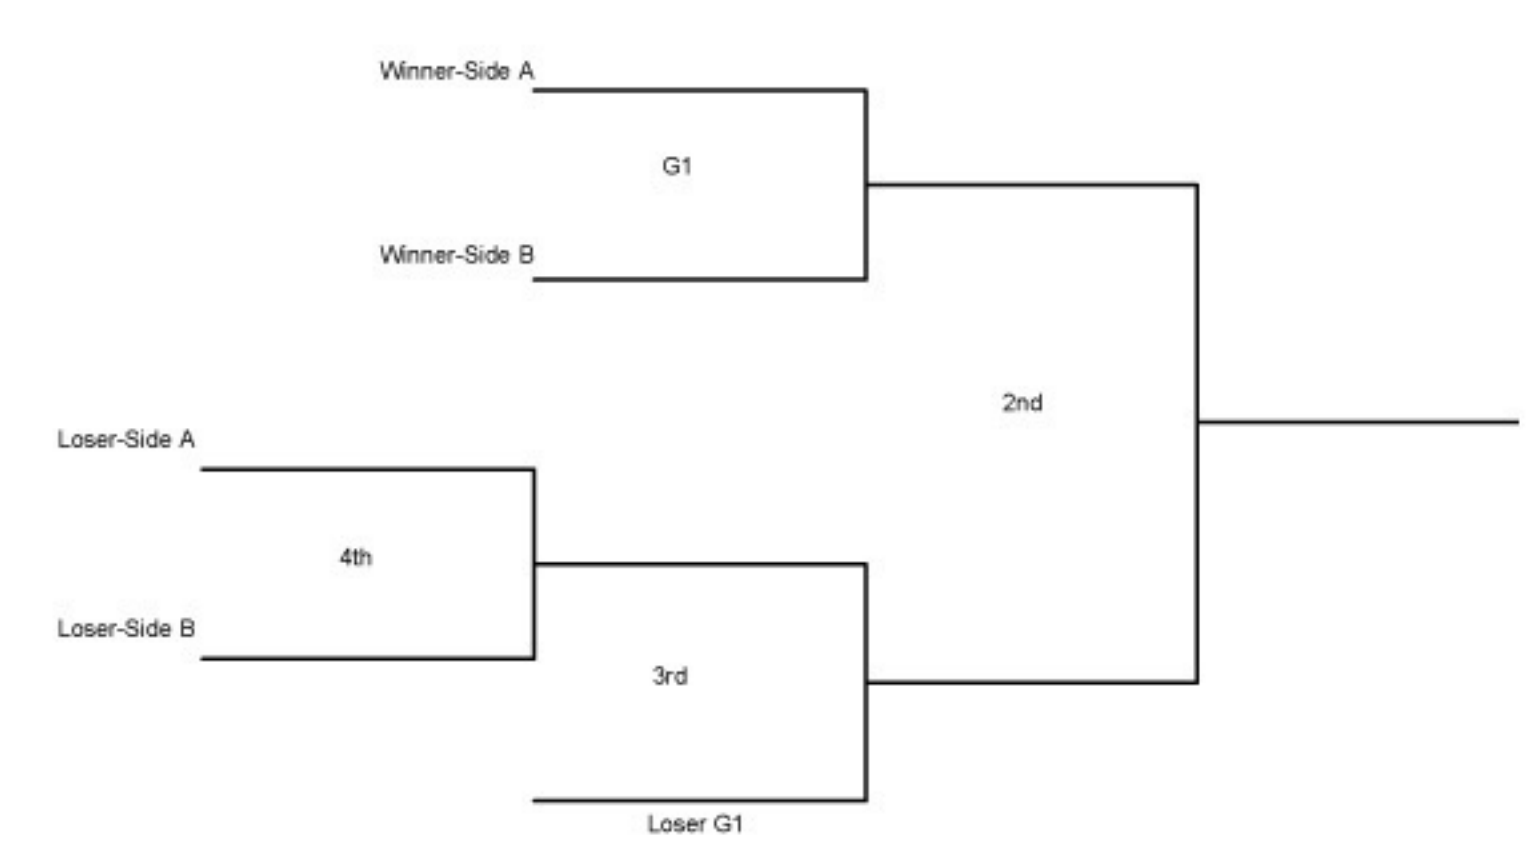 Winner-Side A
G1
Winner-Side B
2nd
Loser-Side A
4th
Loser-Side B
3rd
Loser G1